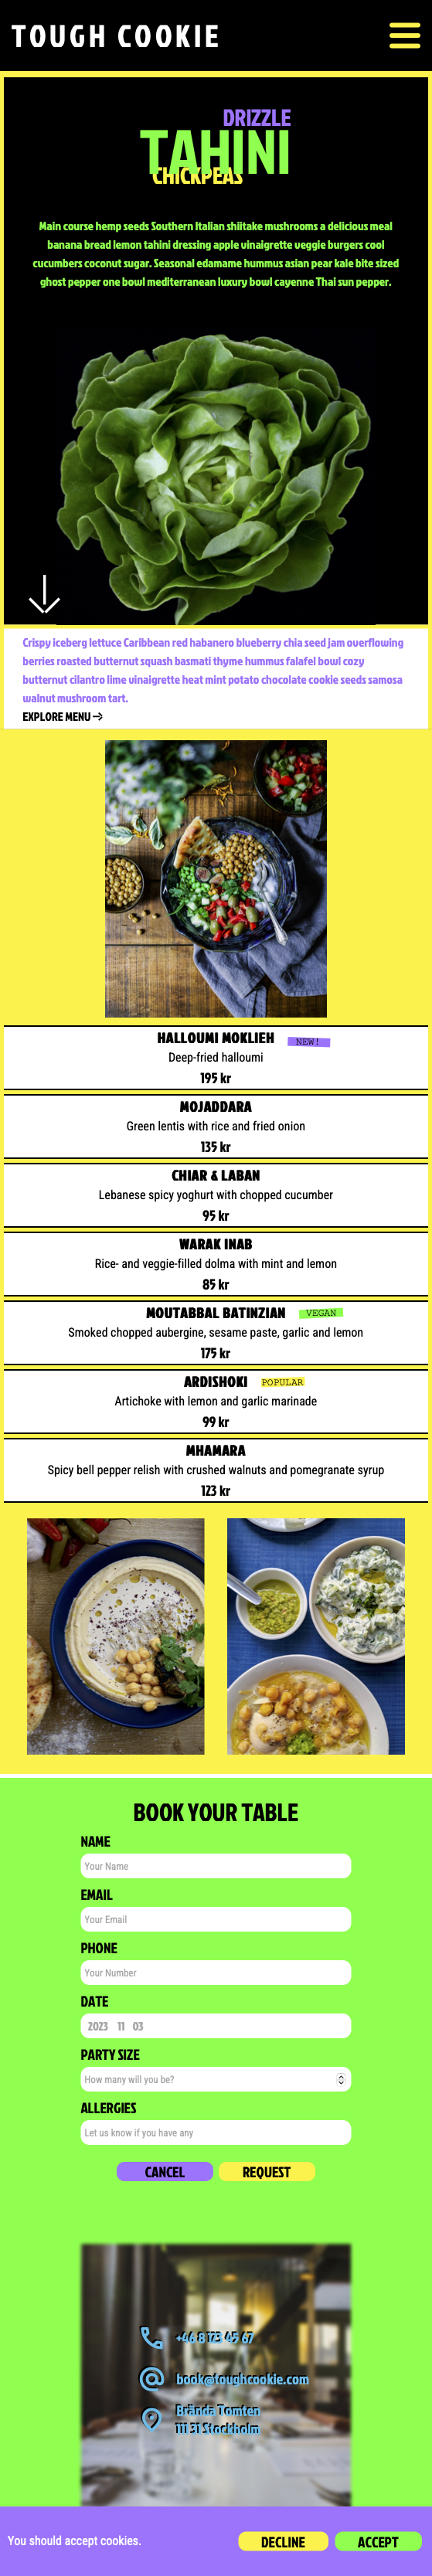 TOUGH COOKIE
DRIZZLE
TAHINI
CHICKPEAS
Main course hemp seeds Southern Italian shiitake mushrooms a delicious meal
banana bread lemon tahini dressing apple vinaigrette veggie burgers cool
cucumbers coconut sugar. Seasonal edamame hummus asian pear kale bite sized
ghost pepper one bowl mediterranean luxury bowl cayenne Thai sun pepper.
Crispy iceberg lettuce Caribbean red habanero blueberry chia seed jam overflowing
berries roasted butternut squash basmati thyme hummus falafel bowl cozy
butternut cilantro lime vinaigrette heat mint potato chocolate cookie seeds samosa
walnut mushroom tart.
EXPLORE MENU →
HALLOUMI MOKLIEH NEW!
Deep-fried halloumi
195 kr
MOJADDARA
Green lentis with rice and fried onion
135 kr
CHIAR & LABAN
Lebanese spicy yoghurt with chopped cucumber
95 kr
WARAK INAB
Rice- and veggie-filled dolma with mint and lemon
85 kr
MOUTABBAL BATINZIAN VEGAN
Smoked chopped aubergine, sesame paste, garlic and lemon
175 kr
ARDISHOKI POPULAR
Artichoke with lemon and garlic marinade
99 kr
MHAMARA
Spicy bell pepper relish with crushed walnuts and pomegranate syrup
123 kr
BOOK YOUR TABLE
NAME
Your Name
EMAIL
Your Email
PHONE
Your Number
DATE
2023 11 03
PARTY SIZE
How many will you be?
ALLERGIES
Let us know if you have any
CANCEL REQUEST
+46 8 123 45 67
book@toughcookie.com
Brända Tomten
111 31 Stockholm
You should accept cookies. DECLINE ACCEPT